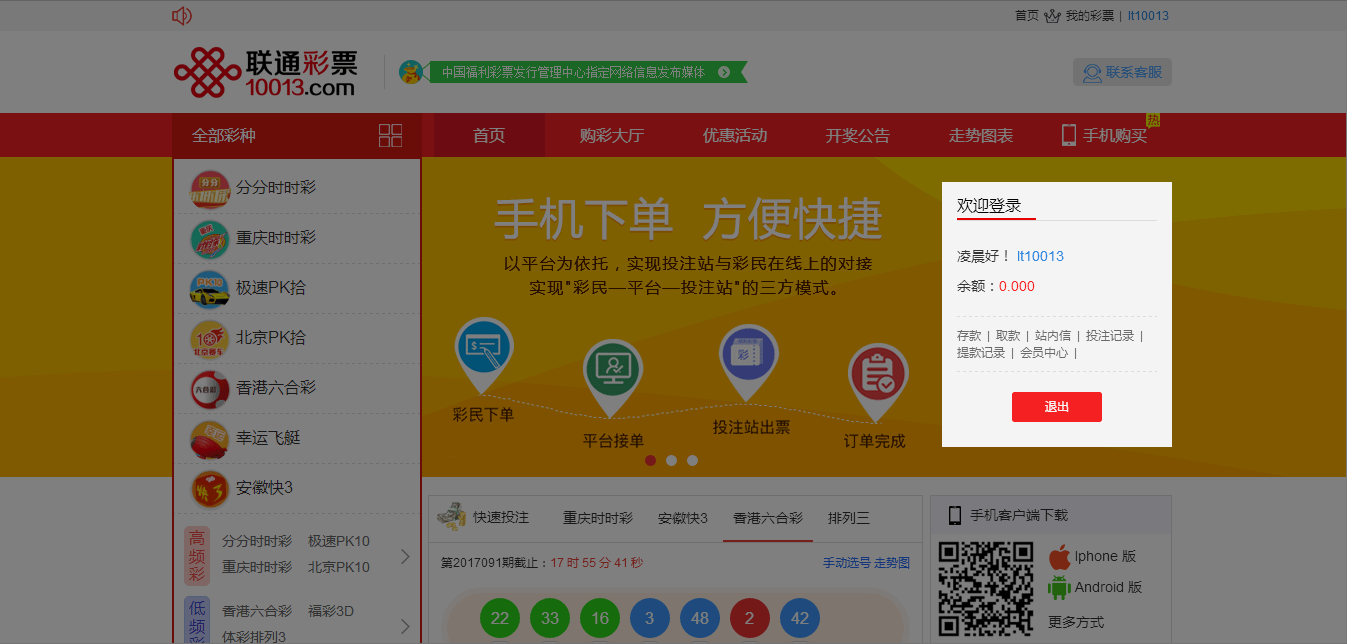 首页 我的彩票 | lt10013
联通彩票
10013.com
中国福利彩票发行管理中心指定网络信息发布媒体
联系客服
全部彩种 首页 购彩大厅 优惠活动 开奖公告 走势图表 手机购买 热
分分时时彩
重庆时时彩
极速PK拾
北京PK拾
香港六合彩
幸运飞艇
安徽快3
高频彩
分分时时彩 极速PK10
重庆时时彩 北京PK10
低频彩
香港六合彩 福彩3D
体彩排列3
手机下单 方便快捷
以平台为依托，实现投注站与彩民在线上的对接
实现"彩民—平台—投注站"的三方模式。
彩
彩民下单
平台接单
投注站出票
订单完成
欢迎登录
凌晨好！ lt10013
余额：0.000
存款 | 取款 | 站内信 | 投注记录 |
提款记录 | 会员中心 |
退出
快速投注 重庆时时彩 安徽快3 香港六合彩 排列三
第2017091期截止：17 时 55 分 41 秒 手动选号 走势图
22 33 16 3 48 2 42
手机客户端下载
Iphone 版
Android 版
更多方式